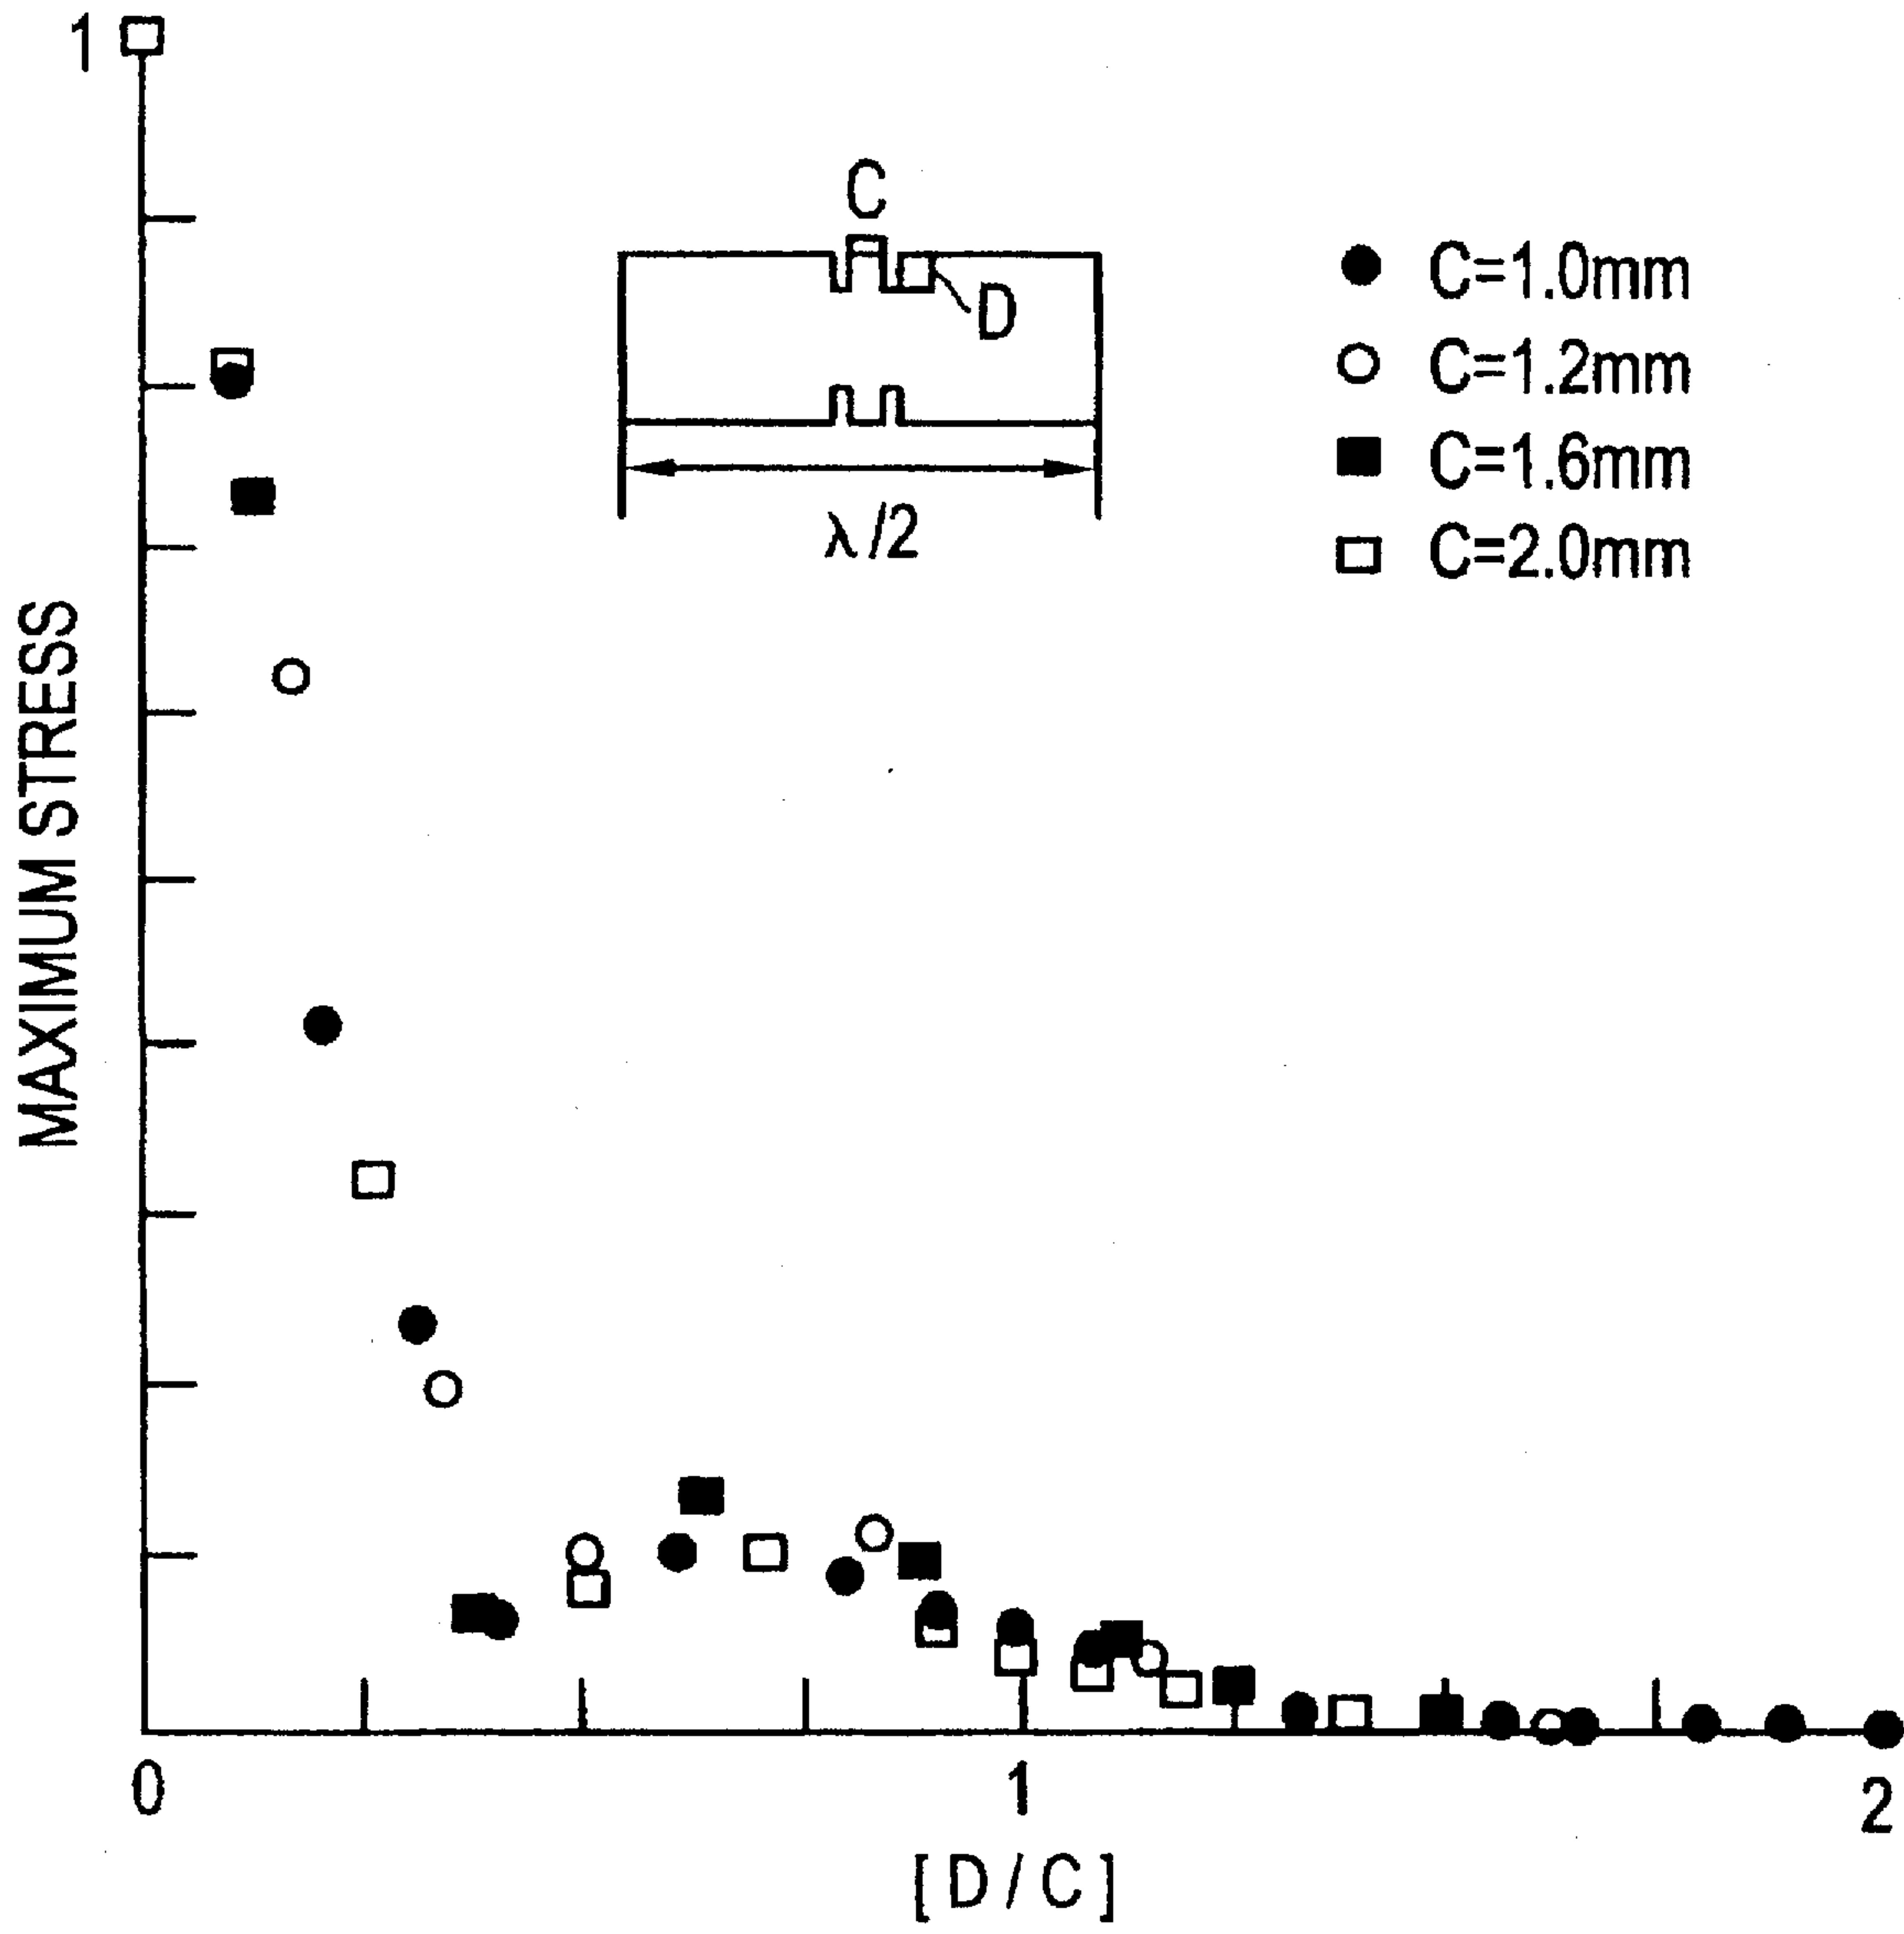 1
C
D
λ/2
C=1.0mm
C=1.2mm
C=1.6mm
C=2.0mm
MAXIMUM STRESS
0
1
2
[D/C]